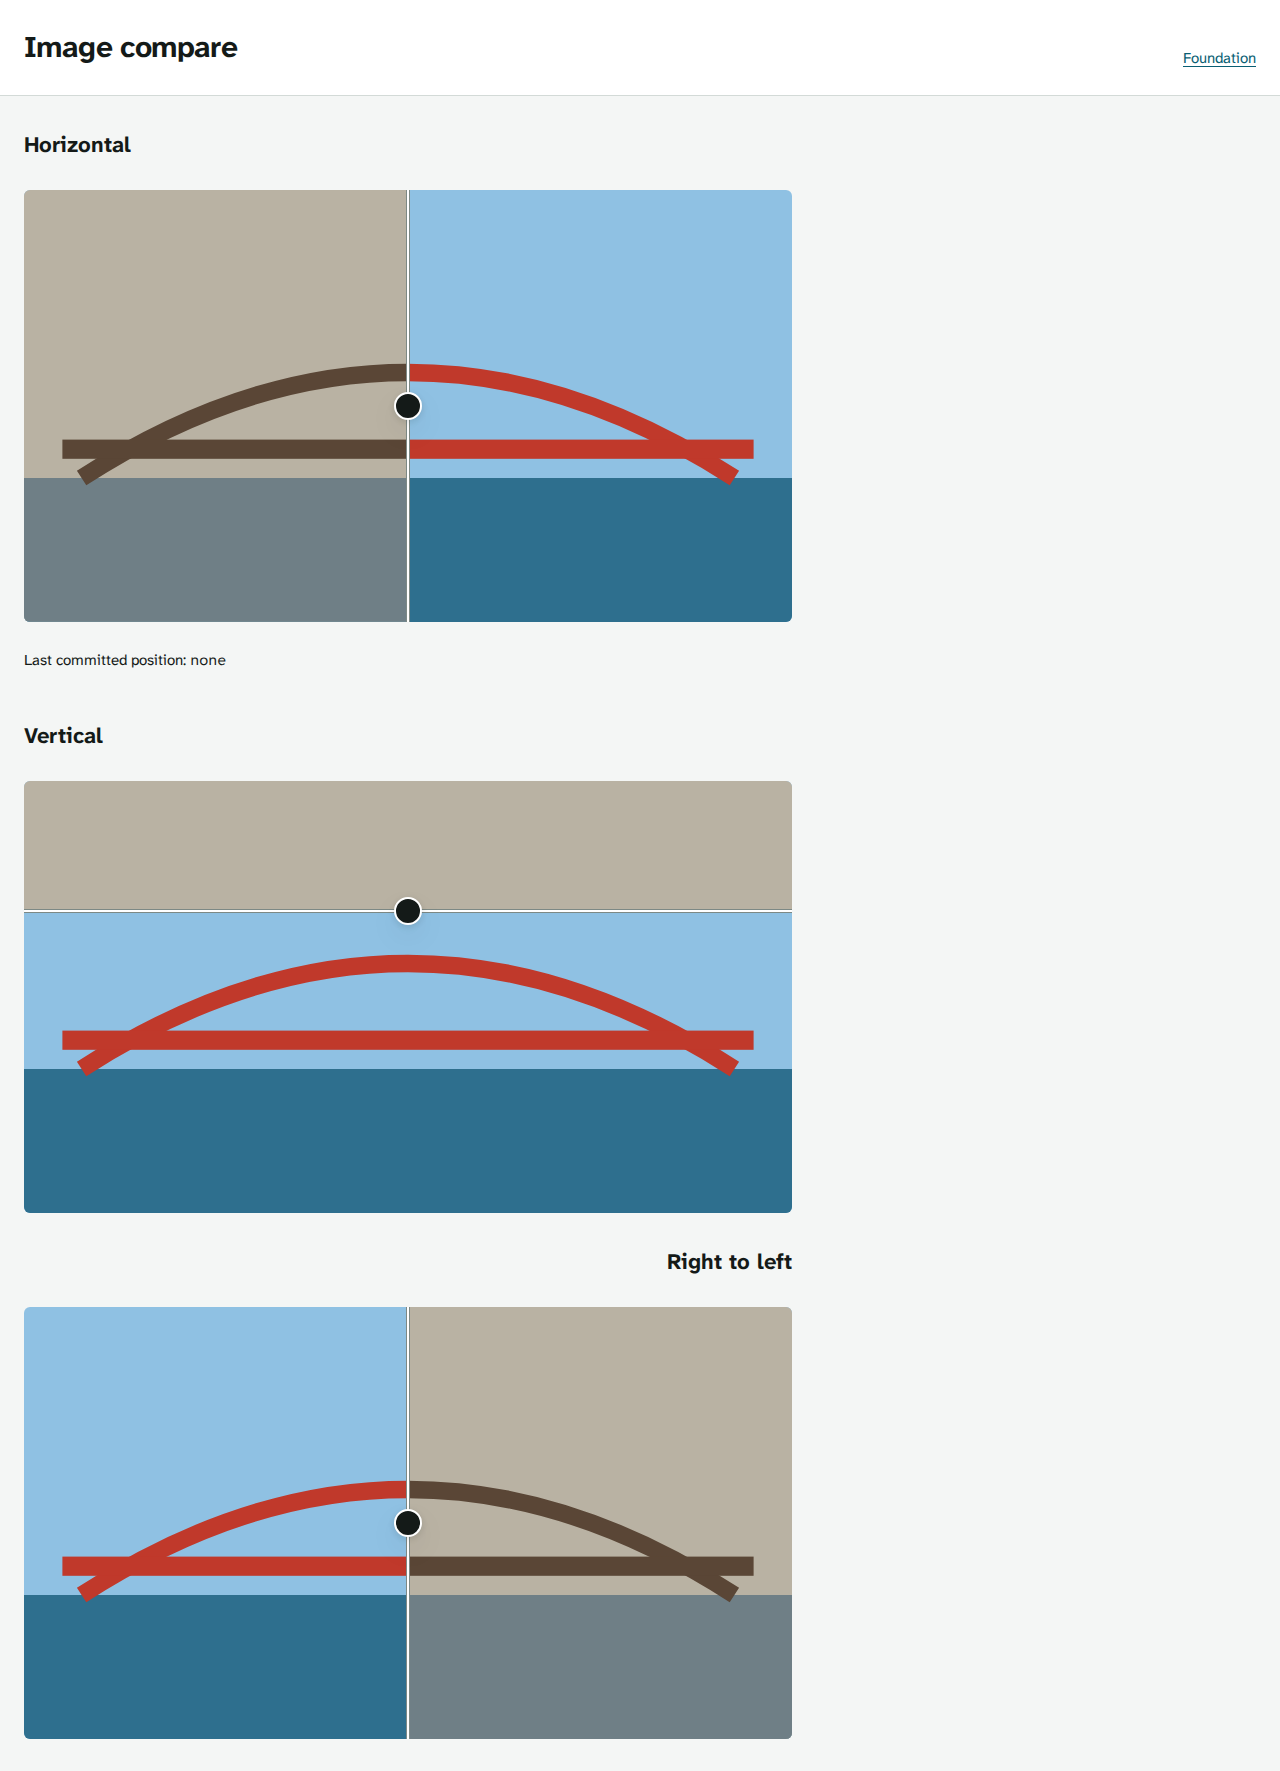 Image compare
Foundation
Horizontal
Last committed position: none
Vertical
Right to left